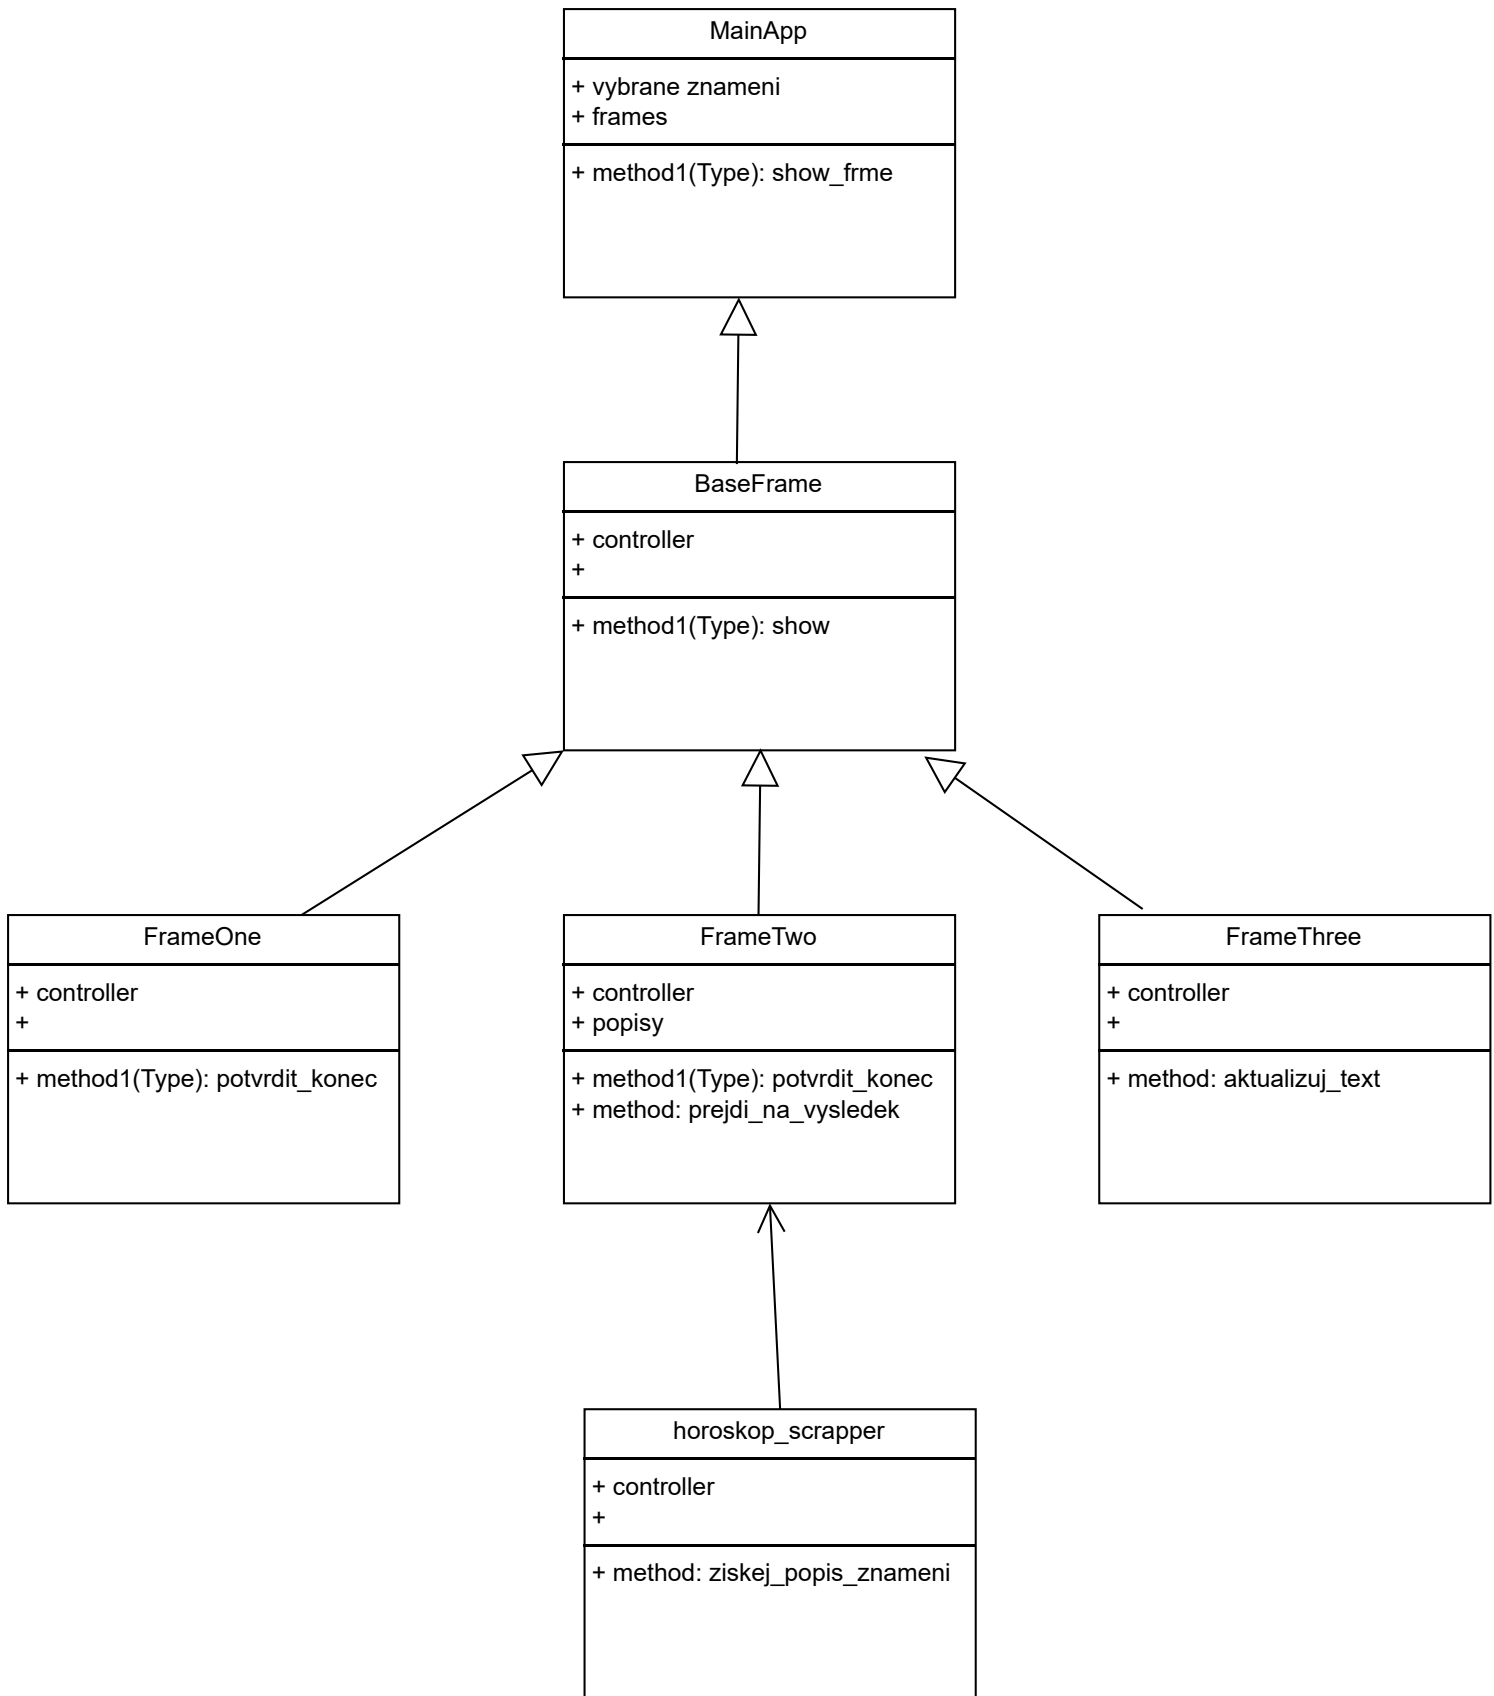 MainApp
+ vybrane znameni
+ frames
+ method1(Type): show_frme
BaseFrame
+ controller
+
+ method1(Type): show
FrameOne
+ controller
+
+ method1(Type): potvrdit_konec
FrameTwo
+ controller
+ popisy
+ method1(Type): potvrdit_konec
+ method: prejdi_na_vysledek
FrameThree
+ controller
+
+ method: aktualizuj_text
horoskop_scrapper
+ controller
+
+ method: ziskej_popis_znameni